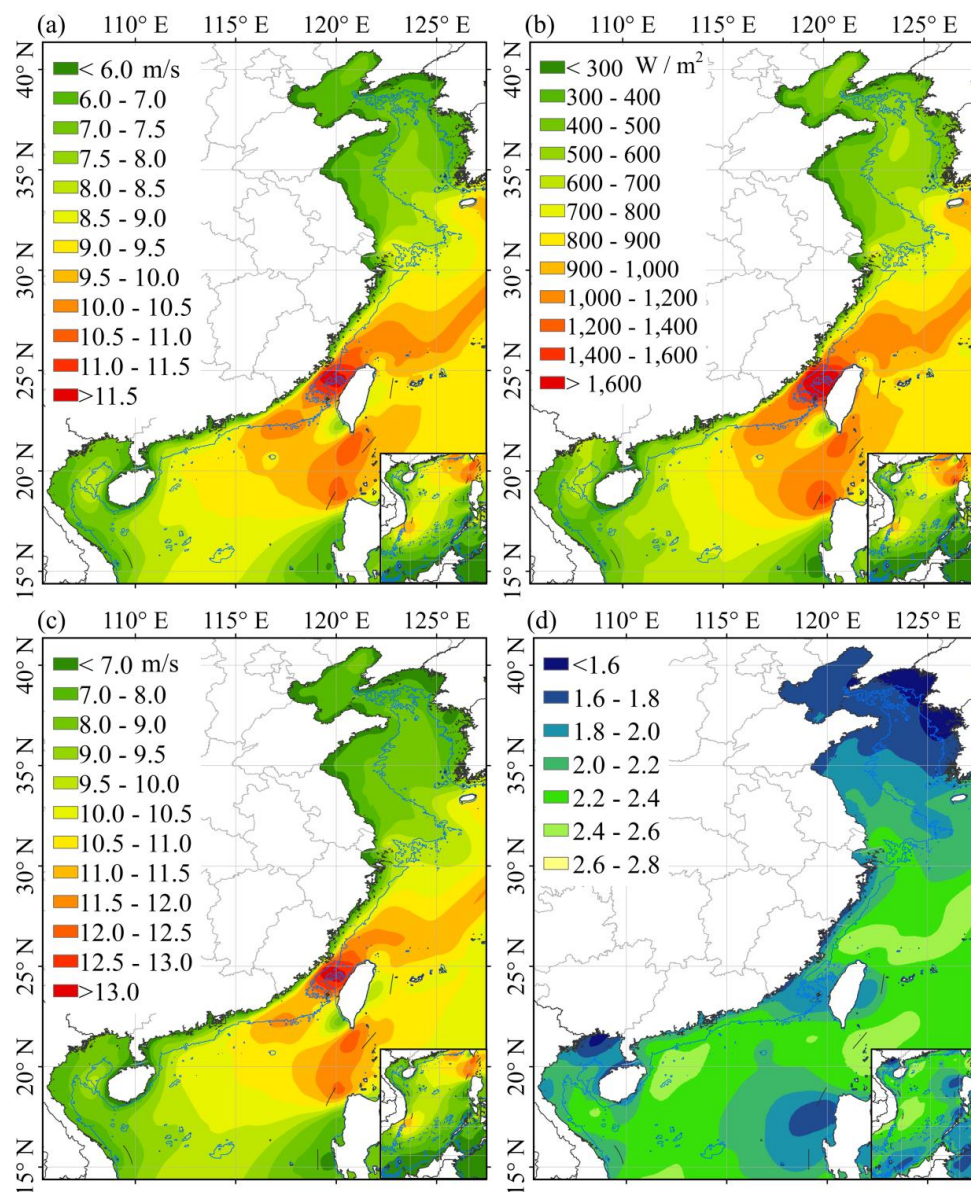 (a) 110° E 115° E 120° E 125° E
40° N
35° N
30° N
25° N
20° N
15° N
< 6.0 m/s
6.0 - 7.0
7.0 - 7.5
7.5 - 8.0
8.0 - 8.5
8.5 - 9.0
9.0 - 9.5
9.5 - 10.0
10.0 - 10.5
10.5 - 11.0
11.0 - 11.5
>11.5
(b) 110° E 115° E 120° E 125° E
40° N
35° N
30° N
25° N
20° N
15° N
< 300 W / m²
300 - 400
400 - 500
500 - 600
600 - 700
700 - 800
800 - 900
900 - 1,000
1,000 - 1,200
1,200 - 1,400
1,400 - 1,600
> 1,600
(c) 110° E 115° E 120° E 125° E
40° N
35° N
30° N
25° N
20° N
15° N
< 7.0 m/s
7.0 - 8.0
8.0 - 9.0
9.0 - 9.5
9.5 - 10.0
10.0 - 10.5
10.5 - 11.0
11.0 - 11.5
11.5 - 12.0
12.0 - 12.5
12.5 - 13.0
>13.0
(d) 110° E 115° E 120° E 125° E
40° N
35° N
30° N
25° N
20° N
15° N
<1.6
1.6 - 1.8
1.8 - 2.0
2.0 - 2.2
2.2 - 2.4
2.4 - 2.6
2.6 - 2.8